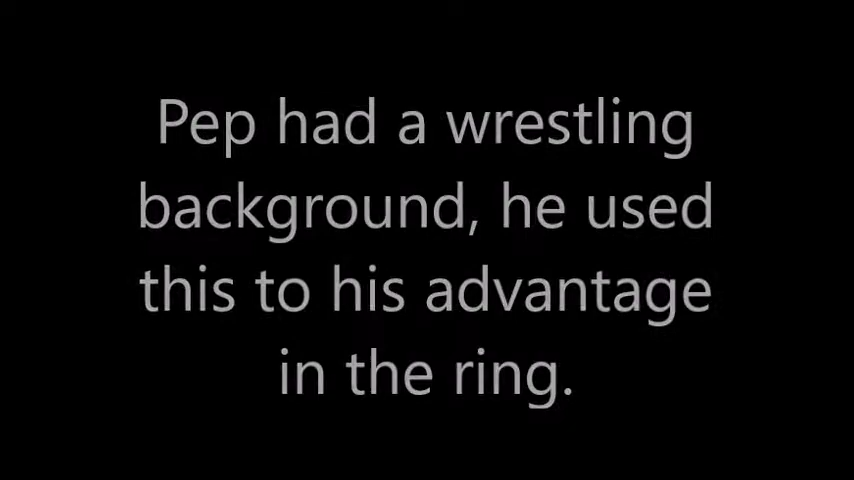 Pep had a wrestling
background, he used
this to his advantage
in the ring.